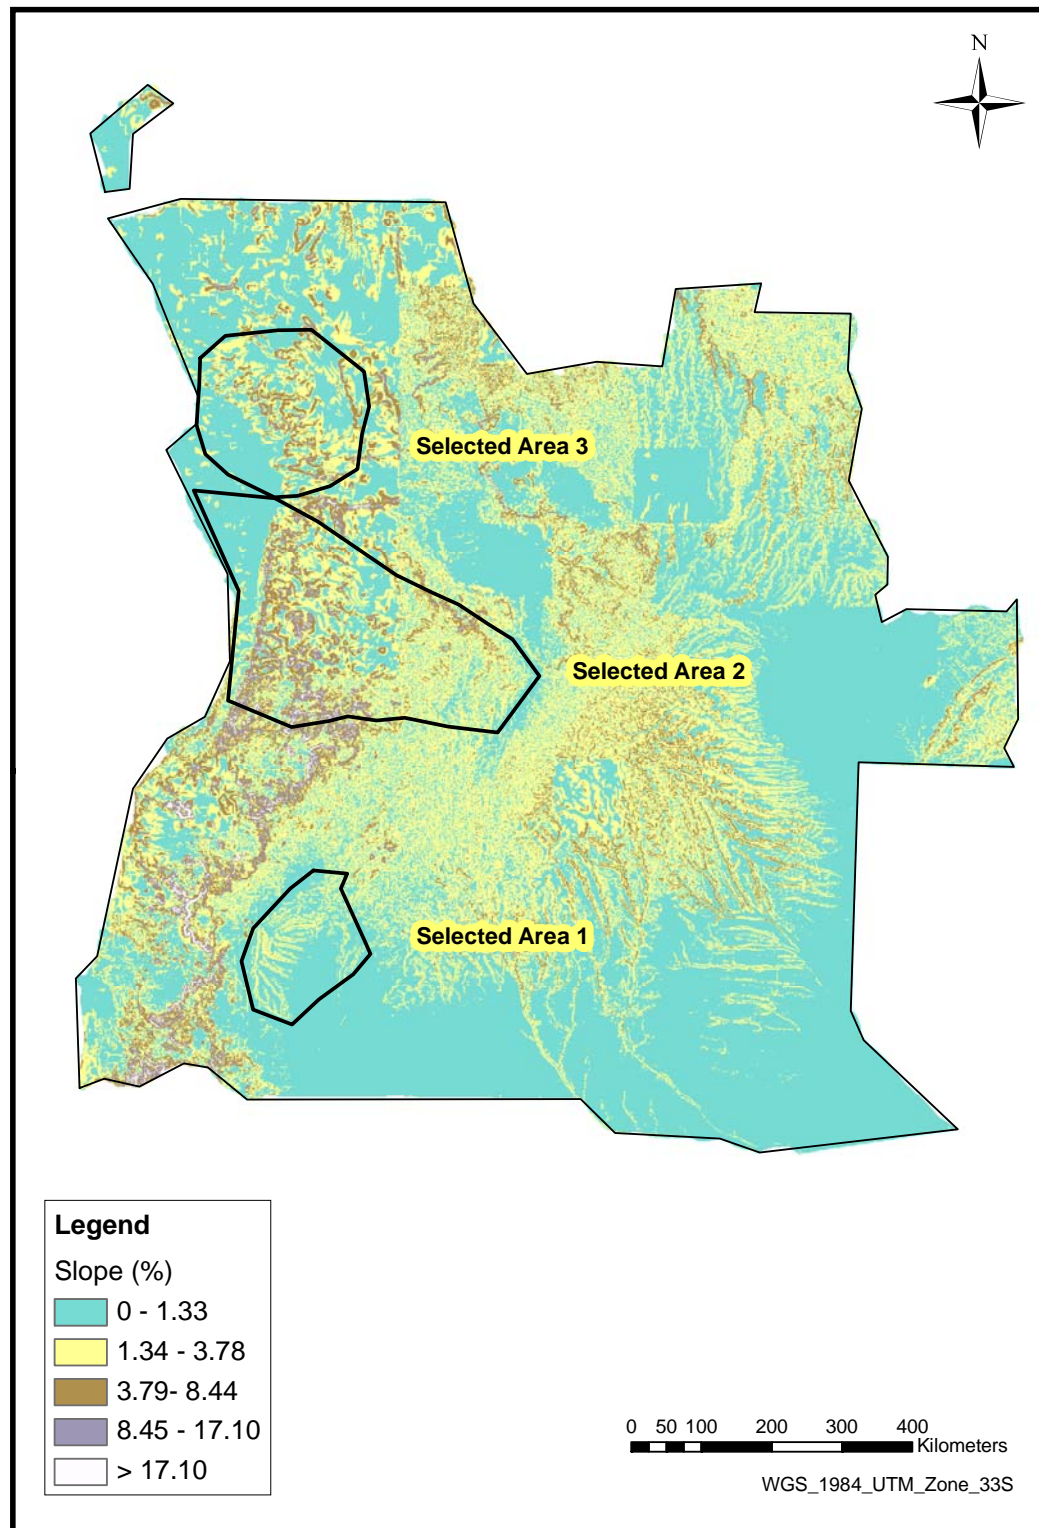 N
Selected Area 3
Selected Area 2
Selected Area 1
Legend
Slope (%)
0 - 1.33
1.34 - 3.78
3.79- 8.44
8.45 - 17.10
> 17.10
0 50 100 200 300 400
Kilometers
WGS_1984_UTM_Zone_33S